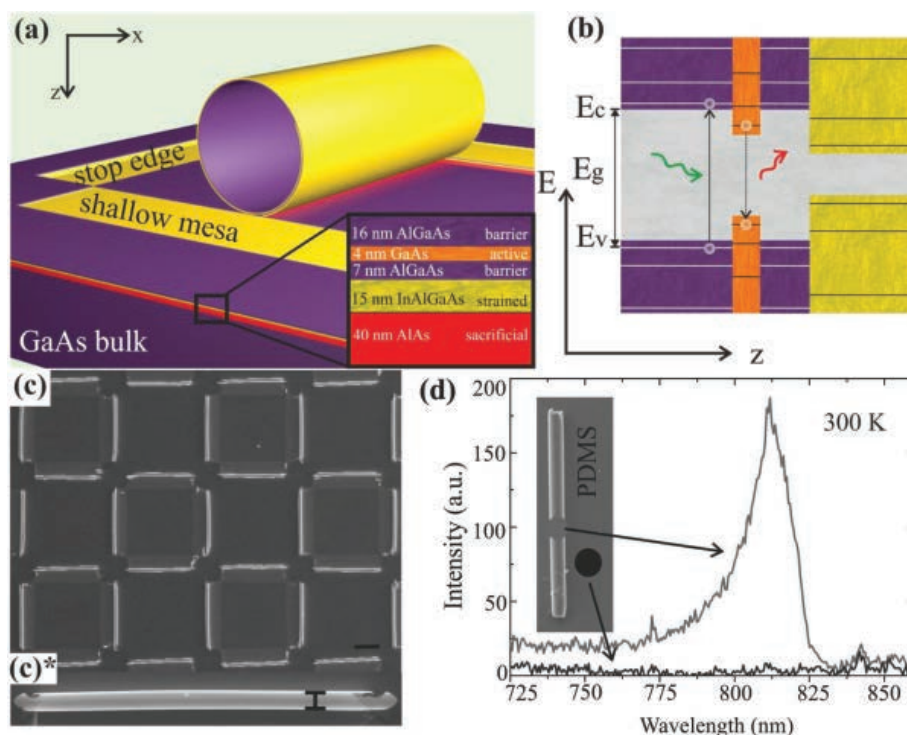 (a)
x
z
stop edge
shallow mesa
16 nm AlGaAs barrier
4 nm GaAs active
7 nm AlGaAs barrier
15 nm InAlGaAs strained
40 nm AlAs sacrificial
GaAs bulk
(b)
Ec
Eg
E
Ev
z
(c)
(c)*
(d)
200
150
100
50
0
Intensity (a.u.)
300 K
PDMS
725 750 775 800 825 850
Wavelength (nm)